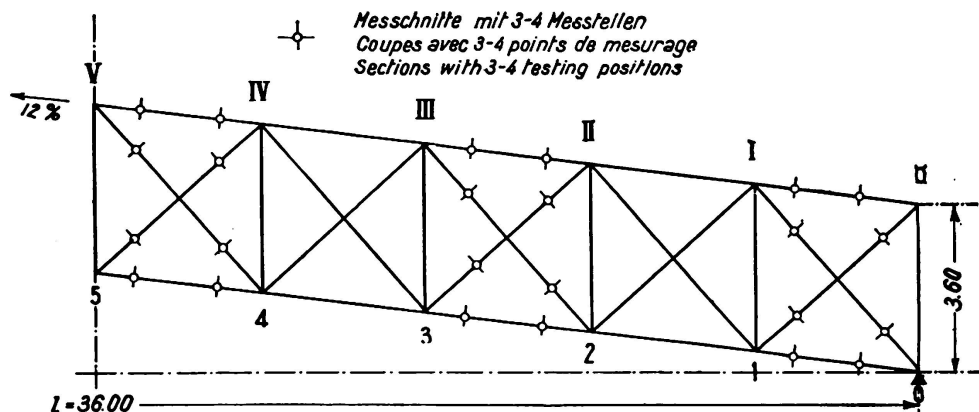 Messchnitte mit 3-4 Messtellen
Coupes avec 3-4 points de mesurage
Sections with 3-4 testing positions
V
IV
III
II
I
12%
3.60
5
4
3
2
1
0
L=36.00